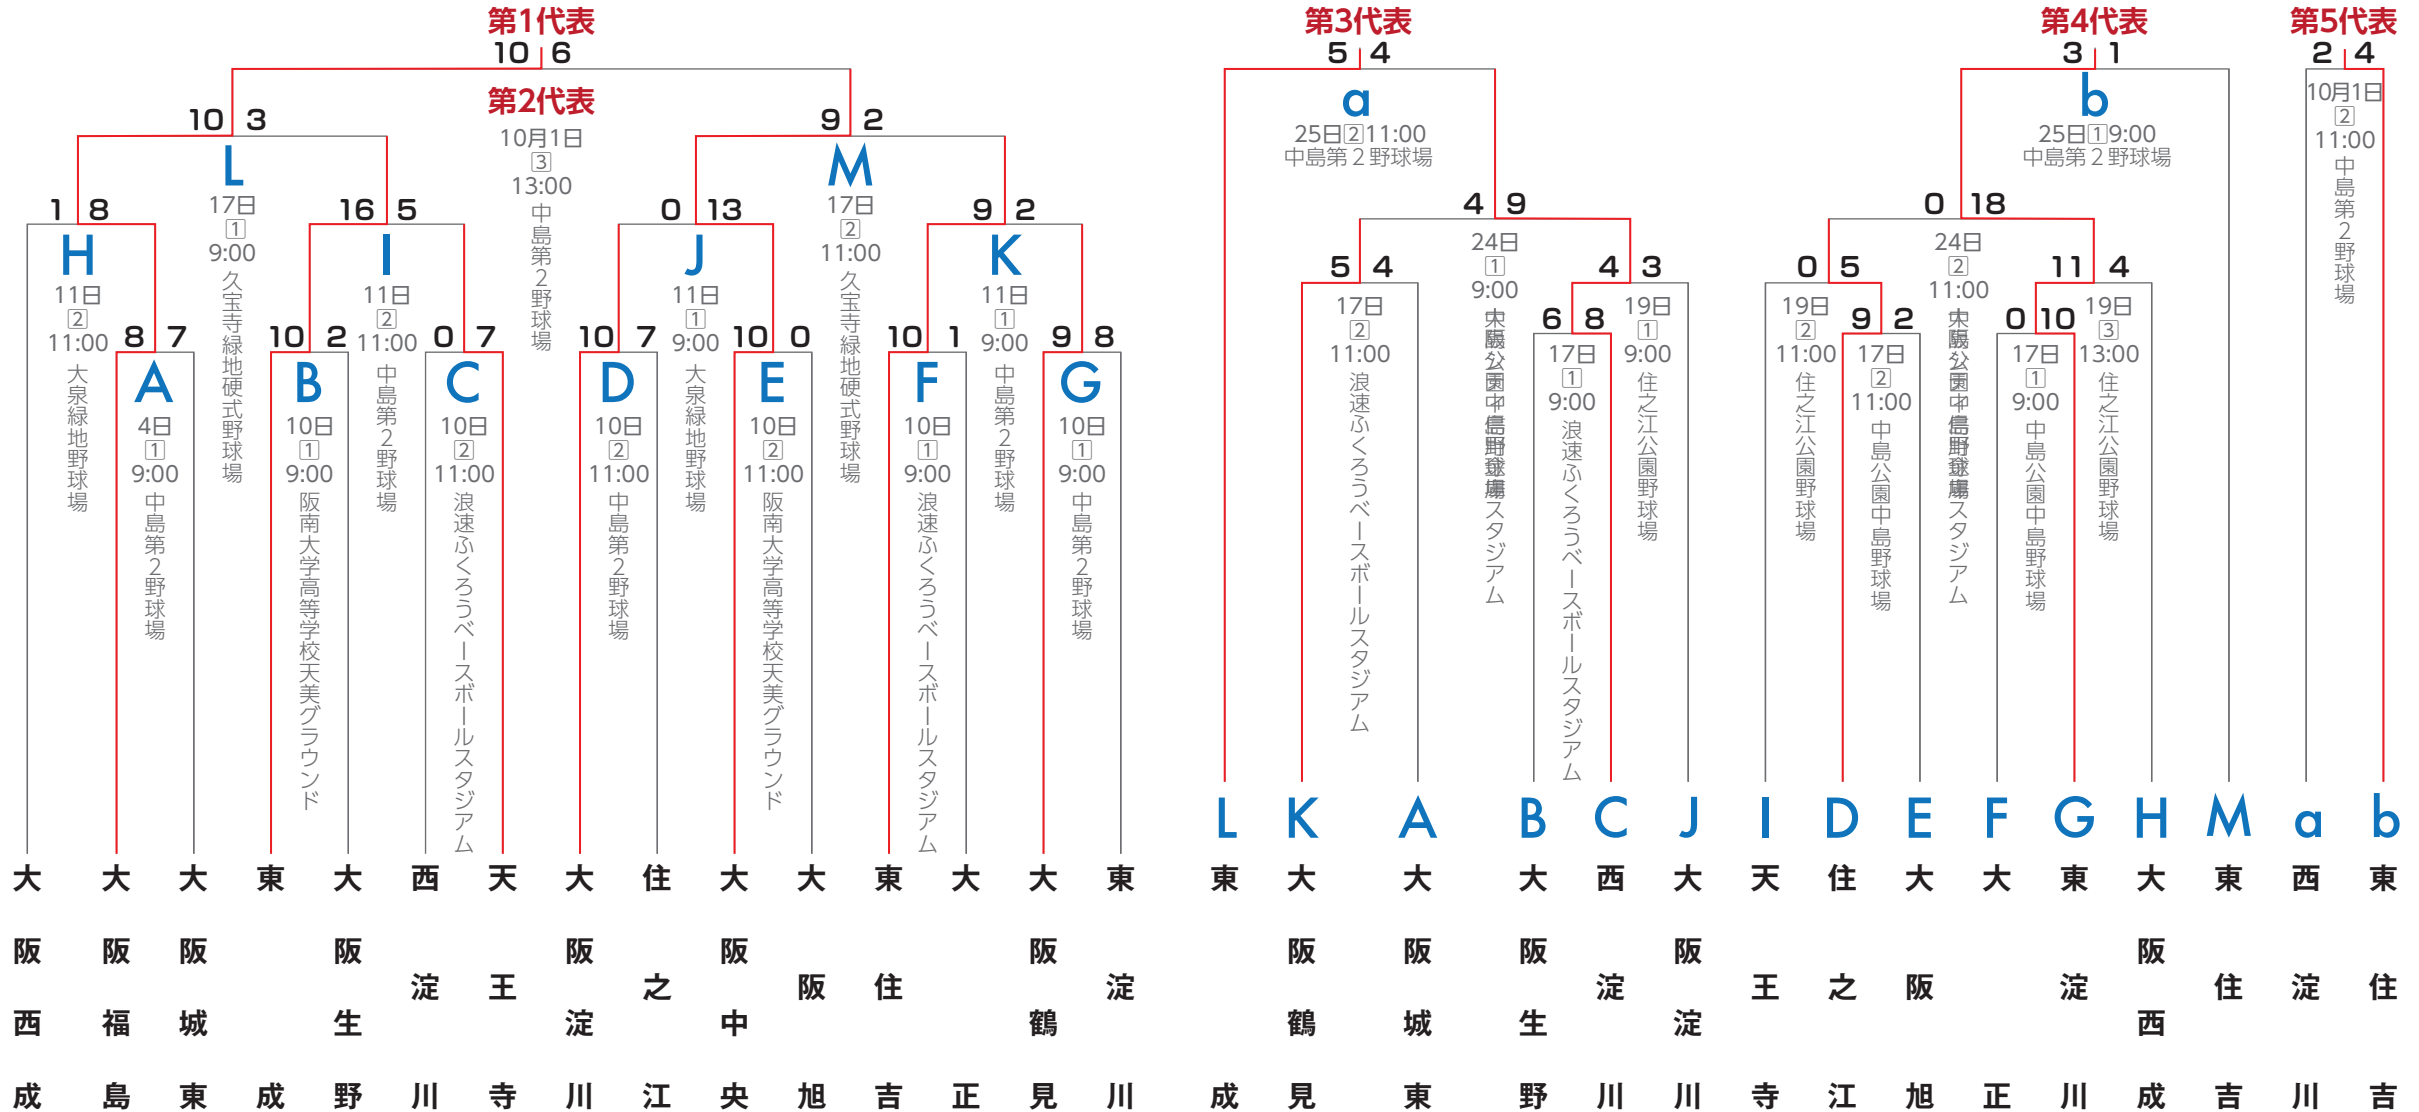 第1代表
10 6
第2代表
10月1日
3
13:00
中島第2野球場
10 3
L
17日
1
9:00
久宝寺緑地硬式野球場
9 2
M
17日
2
11:00
久宝寺緑地硬式野球場
1 8
H
11日
2
11:00
大泉緑地野球場
16 5
I
11日
2
11:00
中島第2野球場
0 13
J
11日
1
9:00
大泉緑地野球場
9 2
K
11日
1
9:00
中島第2野球場
8 7
A
4日
1
9:00
中島第2野球場
10 2
B
10日
1
9:00
阪南大学高等学校天美グラウンド
0 7
C
10日
2
11:00
浪速ふくろうベースボールスタジアム
10 7
D
10日
2
11:00
中島第2野球場
10 0
E
10日
2
11:00
阪南大学高等学校天美グラウンド
10 1
F
10日
1
9:00
浪速ふくろうベースボールスタジアム
9 8
G
10日
1
9:00
中島第2野球場
大阪西成
大阪福島
大阪城東
東成
大阪生野
西淀川
天王寺
大阪淀川
住之江
大阪中央
大阪旭
東住吉
大正
大阪鶴見
東淀川
第3代表
5 4
a
25日2 11:00
中島第2野球場
4 9
24日
1
9:00
5 4
17日
2
11:00
浪速ふくろうベースボールスタジアム
4 3
19日
1
9:00
住之江公園野球場
6 8
17日
1
9:00
浪速ふくろうベースボールスタジアム
第4代表
3 1
b
25日1 9:00
中島第2野球場
0 18
24日
2
11:00
0 5
19日
2
11:00
住之江公園野球場
9 2
17日
2
11:00
中島公園中島野球場
11 4
19日
3
13:00
住之江公園野球場
0 10
17日
1
9:00
中島公園中島野球場
第5代表
2 4
10月1日
2
11:00
中島第2野球場
L K A B C J I D E F G H M a b
東成
大阪鶴見
大阪城東
大阪生野
西淀川
大阪淀川
天王寺
住之江
大阪旭
大正
東淀川
大阪西成
東住吉
西淀川
東住吉